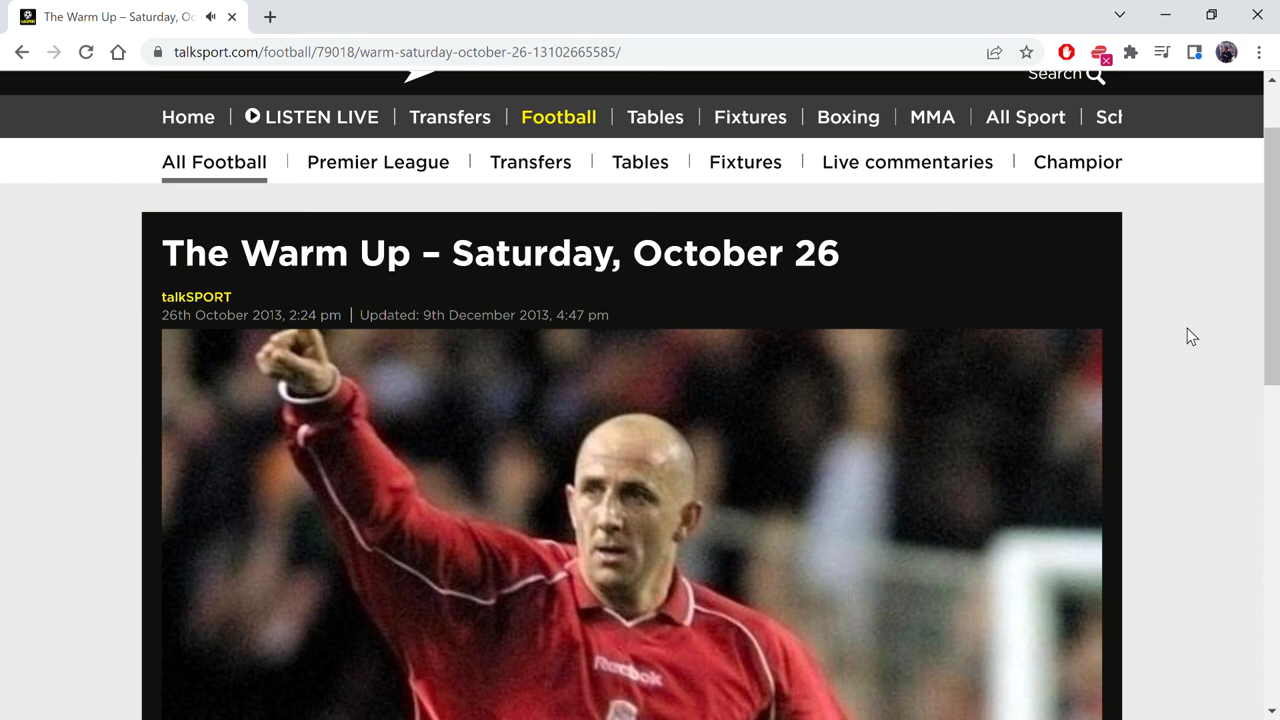 The Warm Up – Saturday, Oc
talksport.com/football/79018/warm-saturday-october-26-13102665585/
Search
Home | LISTEN LIVE | Transfers | Football | Tables | Fixtures | Boxing | MMA | All Sport | Sch
All Football | Premier League | Transfers | Tables | Fixtures | Live commentaries | Champion
The Warm Up – Saturday, October 26
talkSPORT
26th October 2013, 2:24 pm | Updated: 9th December 2013, 4:47 pm
Reebok